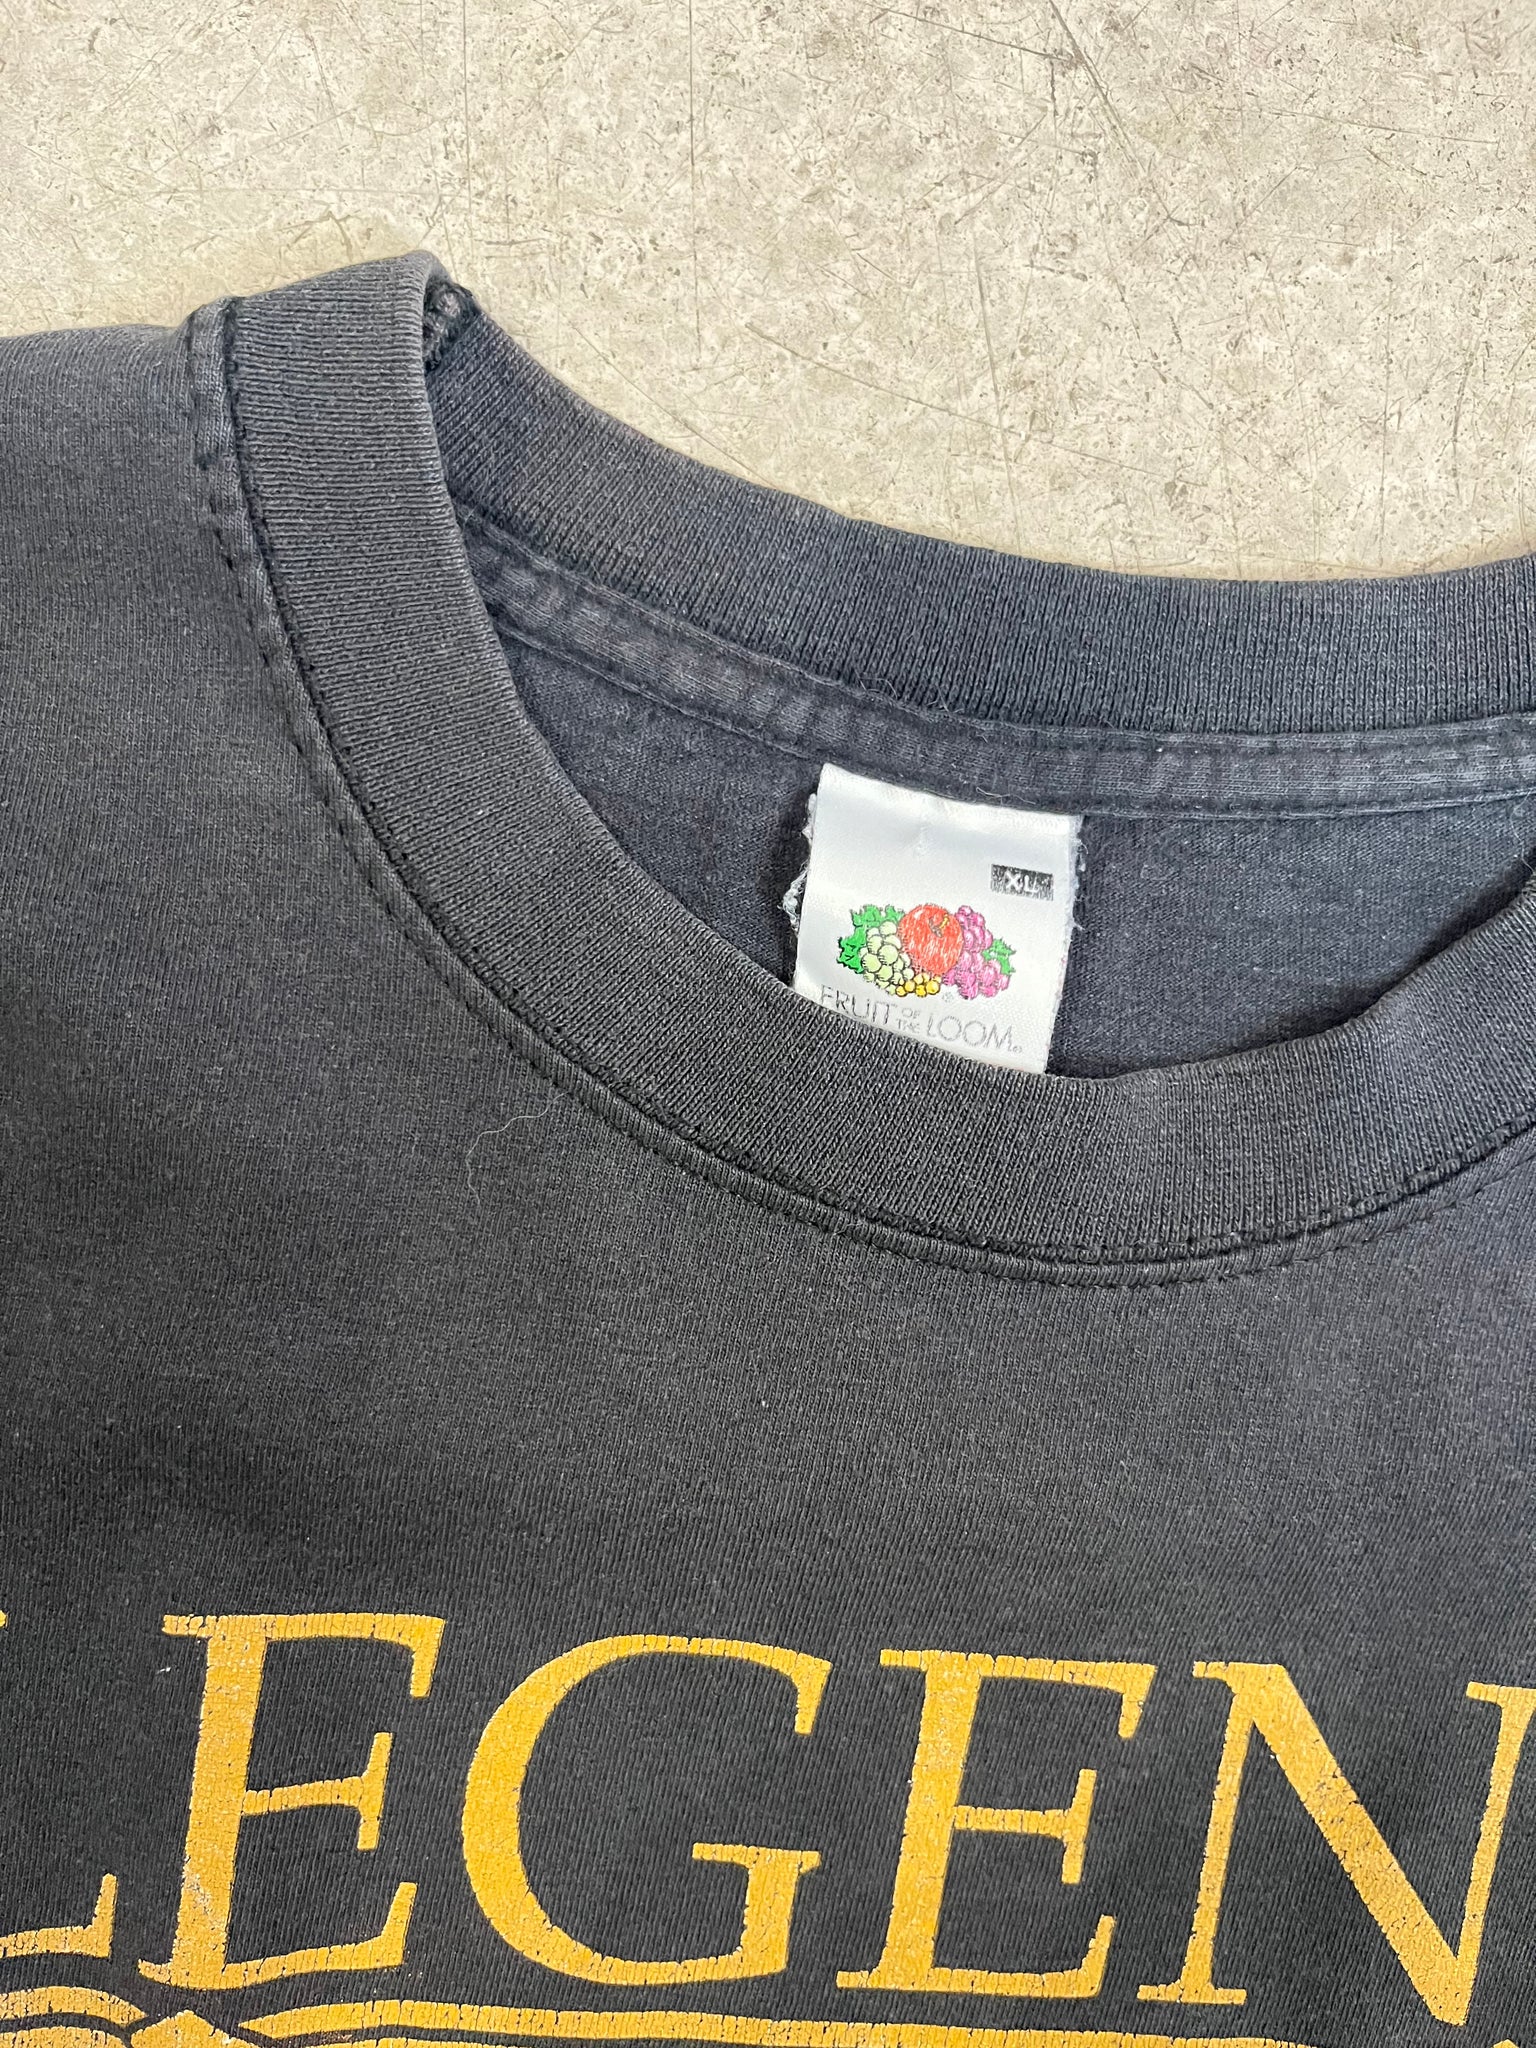 XL
FRUIT OF THE LOOM®
LEGEN